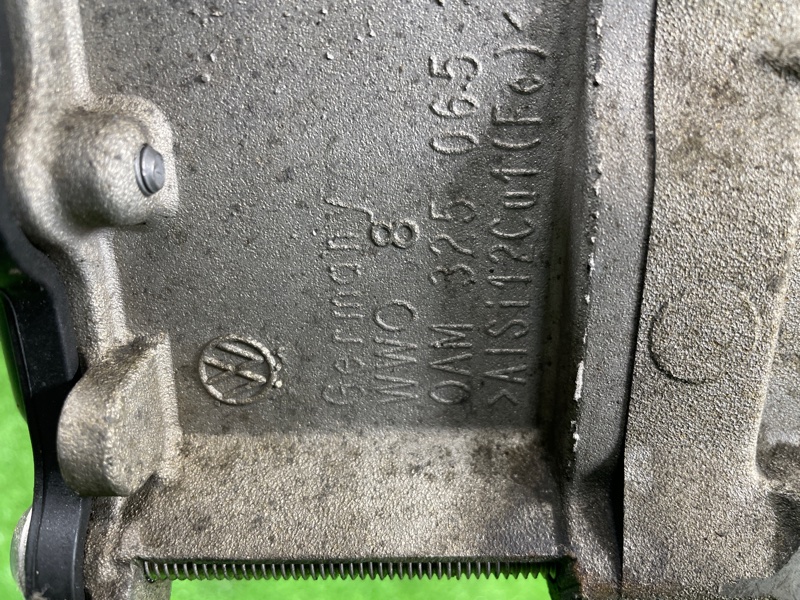 Germany
WWO 8
0AM 325 065
>AlSi12Cu1(Fe)<